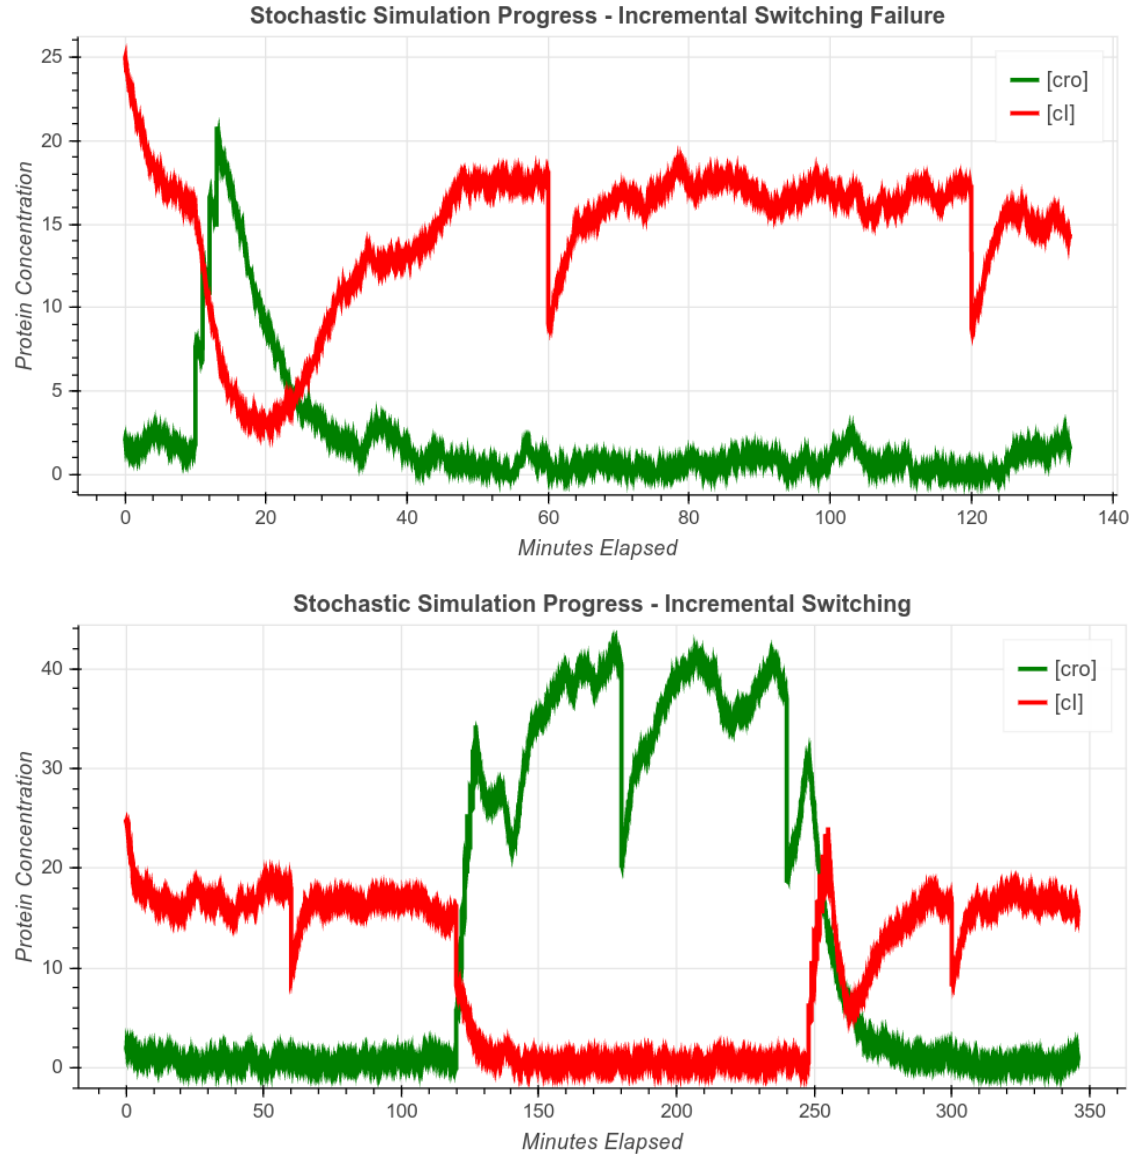 Stochastic Simulation Progress - Incremental Switching Failure
25
20
15
10
5
0
Protein Concentration
[cro]
[cI]
0 20 40 60 80 100 120 140
Minutes Elapsed
Stochastic Simulation Progress - Incremental Switching
40
30
20
10
0
Protein Concentration
[cro]
[cI]
0 50 100 150 200 250 300 350
Minutes Elapsed